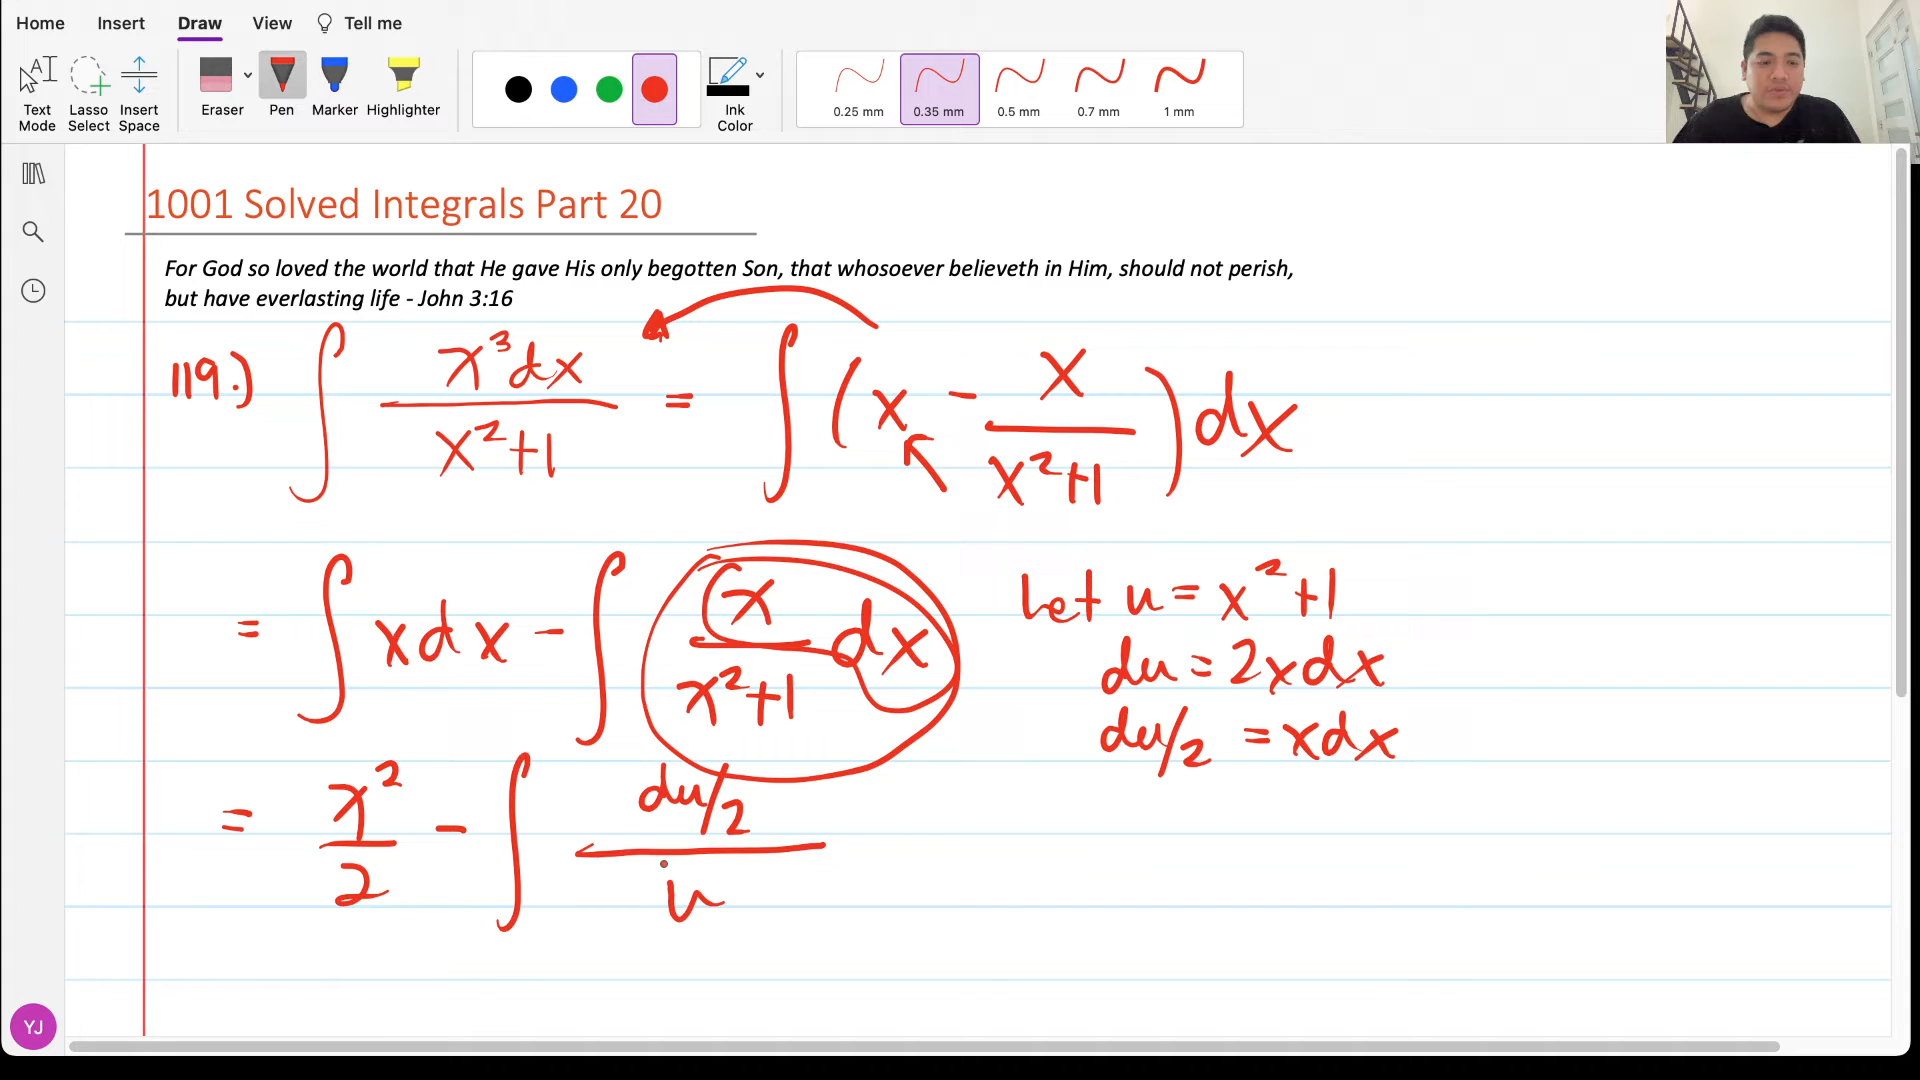 Home Insert Draw View Tell me
Text Mode Lasso Select Insert Space Eraser Pen Marker Highlighter Ink Color 0.25 mm 0.35 mm 0.5 mm 0.7 mm 1 mm
1001 Solved Integrals Part 20
For God so loved the world that He gave His only begotten Son, that whosoever believeth in Him, should not perish,
but have everlasting life - John 3:16
119.) ∫ x³dx / x²+1 = ∫ (x - x / x²+1) dx
= ∫ xdx - ∫ x / x²+1 dx
Let u = x²+1
du = 2xdx
du/2 = xdx
= x² / 2 - ∫ du/2 / u
YJ